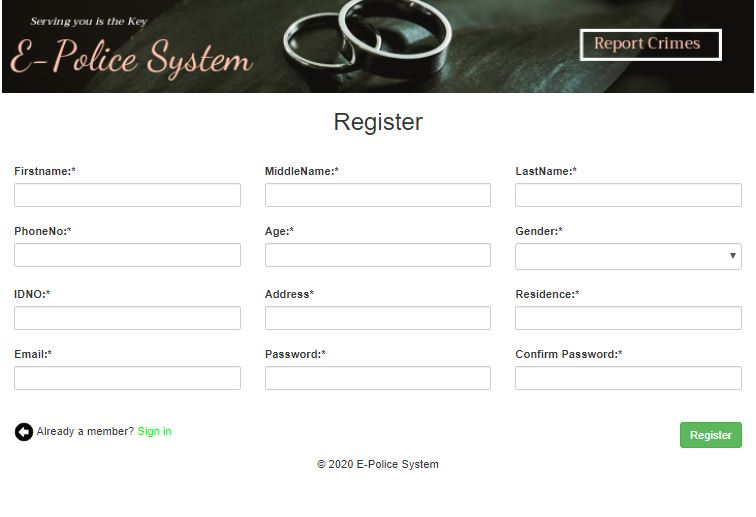 Serving you is the Key
E-Police System
Report Crimes
Register
Firstname:* MiddleName:* LastName:*
PhoneNo:* Age:* Gender:*
IDNO:* Address* Residence:*
Email:* Password:* Confirm Password:*
Already a member? Sign in
Register
© 2020 E-Police System